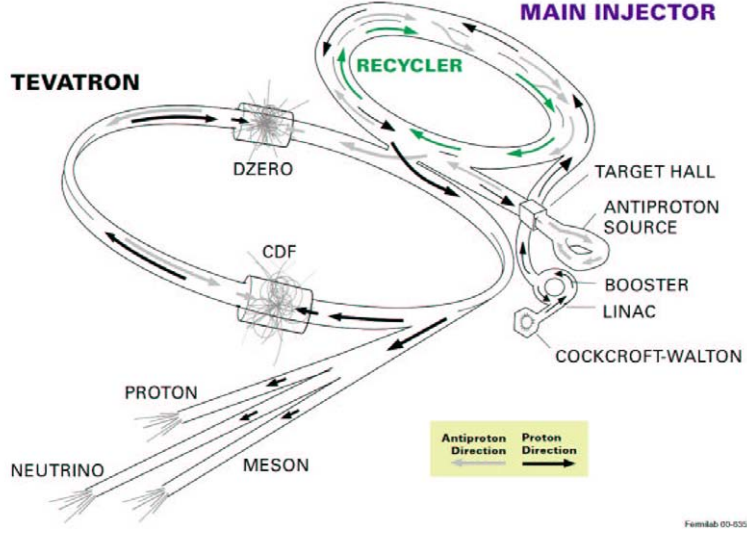 MAIN INJECTOR
RECYCLER
TEVATRON
DZERO
TARGET HALL
ANTIPROTON
SOURCE
CDF
BOOSTER
LINAC
COCKCROFT-WALTON
PROTON
NEUTRINO
MESON
Antiproton Proton
Direction Direction
Fermilab 00-635